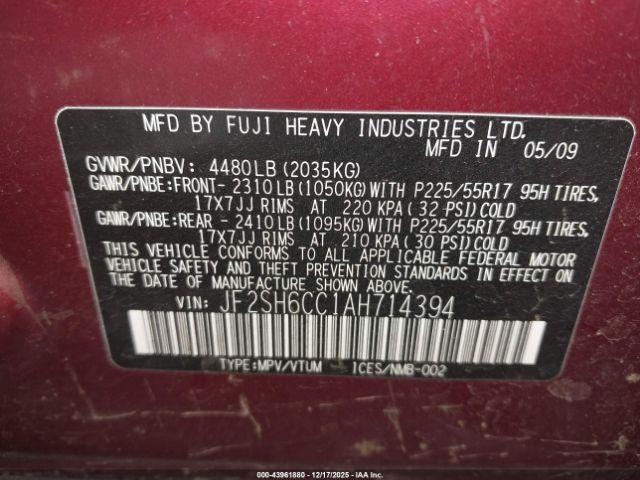 MFD BY FUJI HEAVY INDUSTRIES LTD.
MFD IN 05/09
GVWR/PNBV: 4480LB (2035KG)
GAWR/PNBE:FRONT- 2310LB (1050KG) WITH P225/55R17 95H TIRES,
17X7JJ RIMS AT 220 KPA (32 PSI) COLD
GAWR/PNBE:REAR - 2410LB (1095KG) WITH P225/55R17 95H TIRES,
17X7JJ RIMS AT 210 KPA (30 PSI) COLD
THIS VEHICLE CONFORMS TO ALL APPLICABLE FEDERAL MOTOR
VEHICLE SAFETY AND THEFT PREVENTION STANDARDS IN EFFECT ON
THE DATE OF MANUFACTURE SHOWN ABOVE.
VIN: JF2SH6CC1AH714394
TYPE:MPV/VTUM ICES/NMB-002
000-43961880 - 12/17/2025 - IAA Inc.